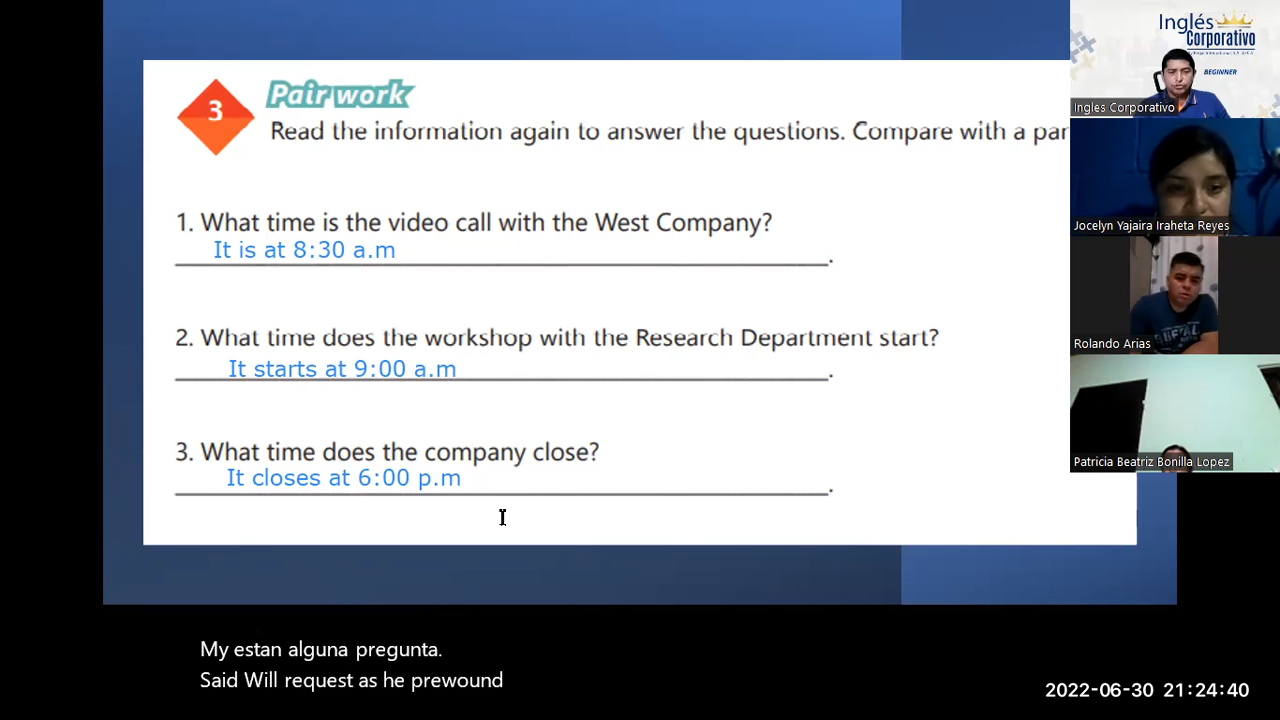 3
Pair work
Read the information again to answer the questions. Compare with a par
1. What time is the video call with the West Company?
It is at 8:30 a.m
2. What time does the workshop with the Research Department start?
It starts at 9:00 a.m
3. What time does the company close?
It closes at 6:00 p.m
Inglés
Corporativo
BEGINNER
Ingles Corporativo
Jocelyn Yajaira Iraheta Reyes
Rolando Arias
Patricia Beatriz Bonilla Lopez
My estan alguna pregunta.
Said Will request as he prewound
2022-06-30 21:24:40